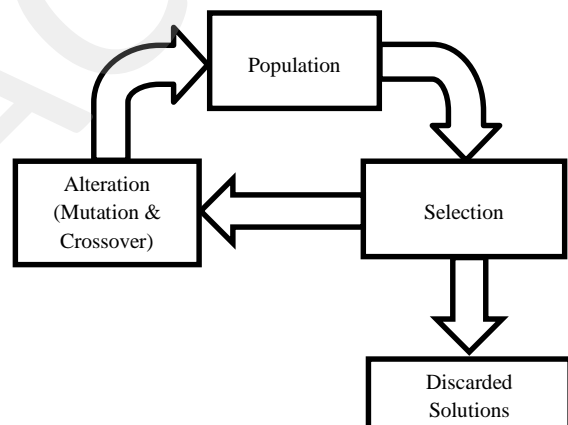 Population
Alteration
(Mutation &
Crossover)
Selection
Discarded
Solutions